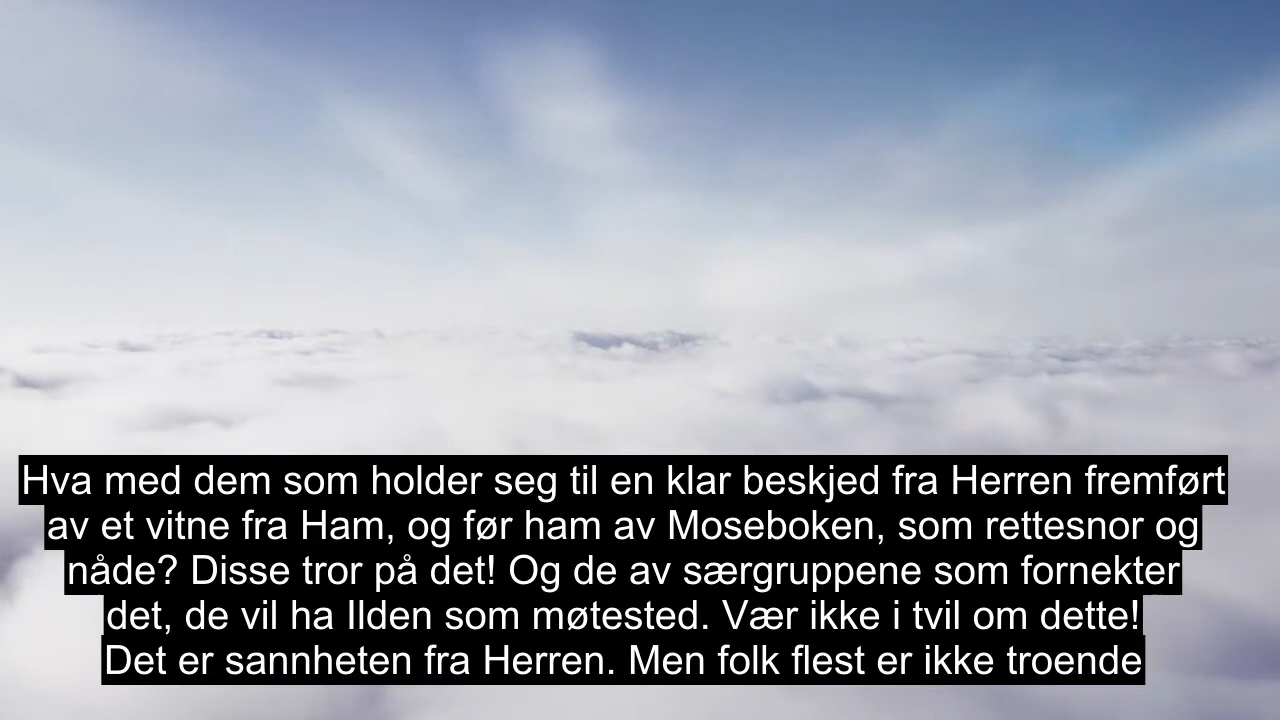 Hva med dem som holder seg til en klar beskjed fra Herren fremført
av et vitne fra Ham, og før ham av Moseboken, som rettesnor og
nåde? Disse tror på det! Og de av særgruppene som fornekter
det, de vil ha Ilden som møtested. Vær ikke i tvil om dette!
Det er sannheten fra Herren. Men folk flest er ikke troende